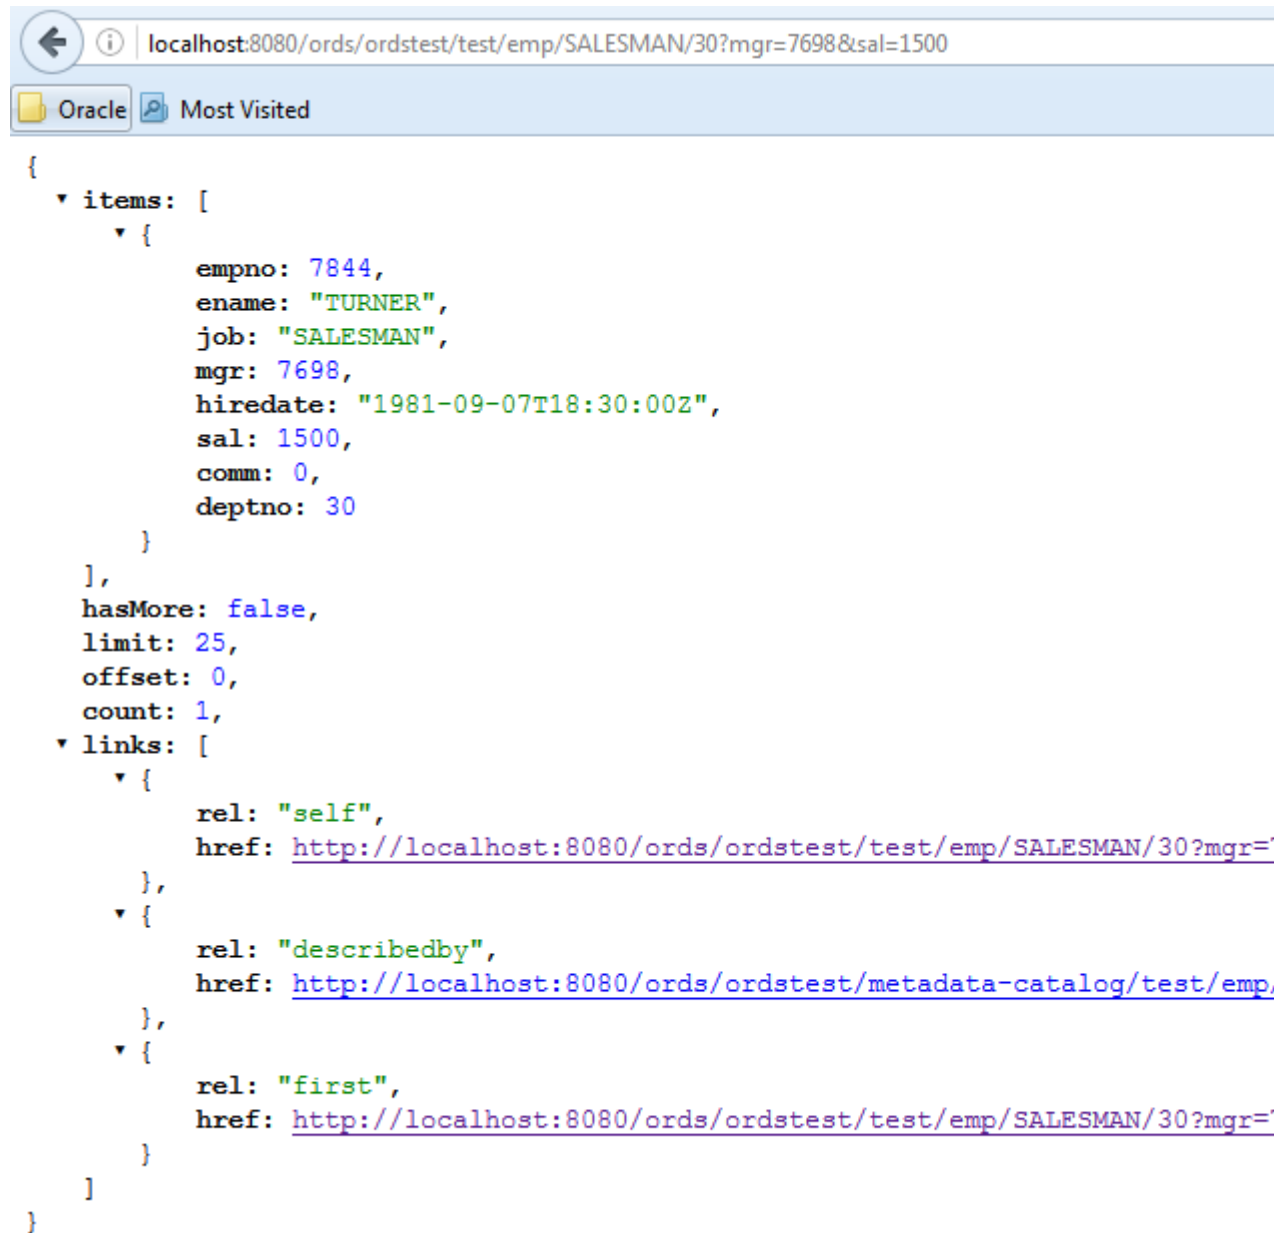 localhost:8080/ords/ordstest/test/emp/SALESMAN/30?mgr=7698&sal=1500
Oracle Most Visited
{
items: [
{
empno: 7844,
ename: "TURNER",
job: "SALESMAN",
mgr: 7698,
hiredate: "1981-09-07T18:30:00Z",
sal: 1500,
comm: 0,
deptno: 30
}
],
hasMore: false,
limit: 25,
offset: 0,
count: 1,
links: [
{
rel: "self",
href: http://localhost:8080/ords/ordstest/test/emp/SALESMAN/30?mgr=
},
{
rel: "describedby",
href: http://localhost:8080/ords/ordstest/metadata-catalog/test/emp/
},
{
rel: "first",
href: http://localhost:8080/ords/ordstest/test/emp/SALESMAN/30?mgr=
}
]
}